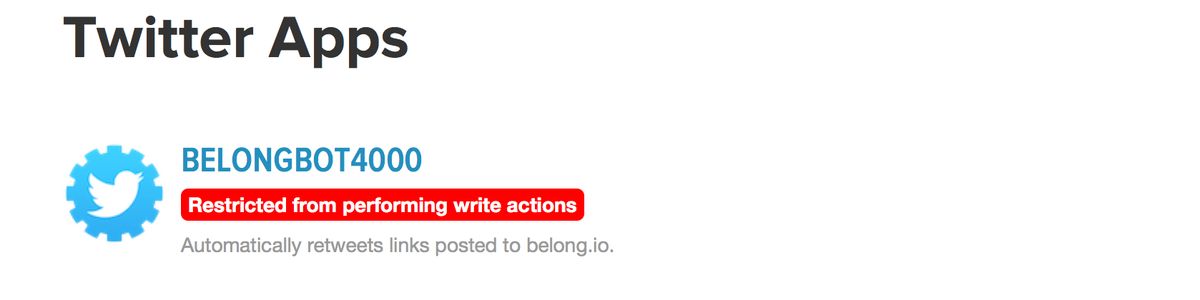 Twitter Apps
BELONGBOT4000
Restricted from performing write actions
Automatically retweets links posted to belong.io.